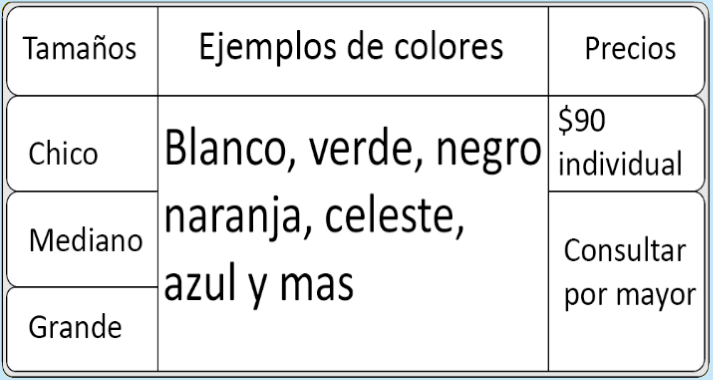 Tamaños
Ejemplos de colores
Precios
Chico
Mediano
Grande
Blanco, verde, negro
naranja, celeste,
azul y mas
$90
individual
Consultar
por mayor